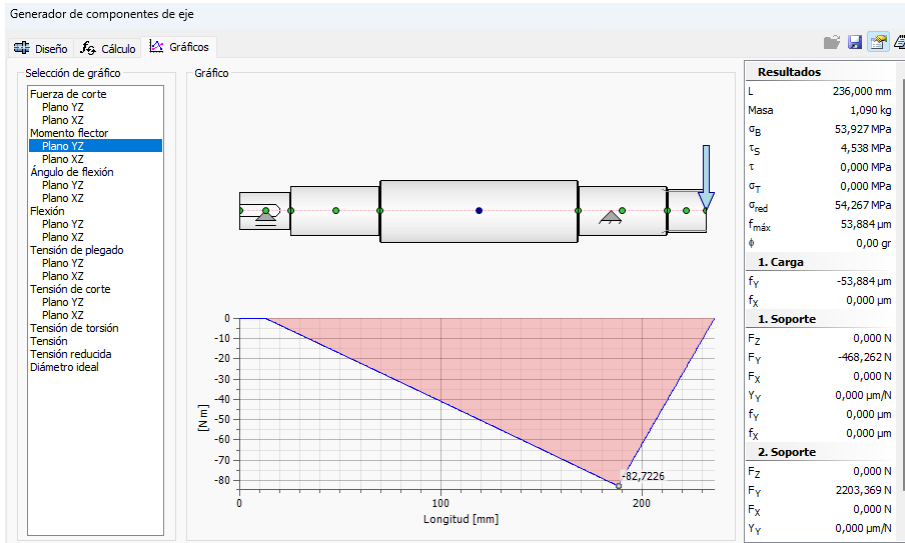 Generador de componentes de eje
Diseño
Cálculo
Gráficos
Selección de gráfico
Fuerza de corte
Plano YZ
Plano XZ
Momento flector
Plano YZ
Plano XZ
Ángulo de flexión
Plano YZ
Plano XZ
Flexión
Plano YZ
Plano XZ
Tensión de plegado
Plano YZ
Plano XZ
Tensión de corte
Plano YZ
Plano XZ
Tensión de torsión
Tensión
Tensión reducida
Diámetro ideal
Gráfico
0
-10
-20
-30
-40
-50
-60
-70
-80
[N m]
-82,7226
0 100 200
Longitud [mm]
Resultados
L 236,000 mm
Masa 1,090 kg
σB 53,927 MPa
τS 4,538 MPa
τ 0,000 MPa
σT 0,000 MPa
σred 54,267 MPa
fmáx 53,884 µm
ϕ 0,00 gr
1. Carga
fY -53,884 µm
fX 0,000 µm
1. Soporte
FZ 0,000 N
FY -468,262 N
FX 0,000 N
YY 0,000 µm/N
fY 0,000 µm
fX 0,000 µm
2. Soporte
FZ 0,000 N
FY 2203,369 N
FX 0,000 N
YY 0,000 µm/N